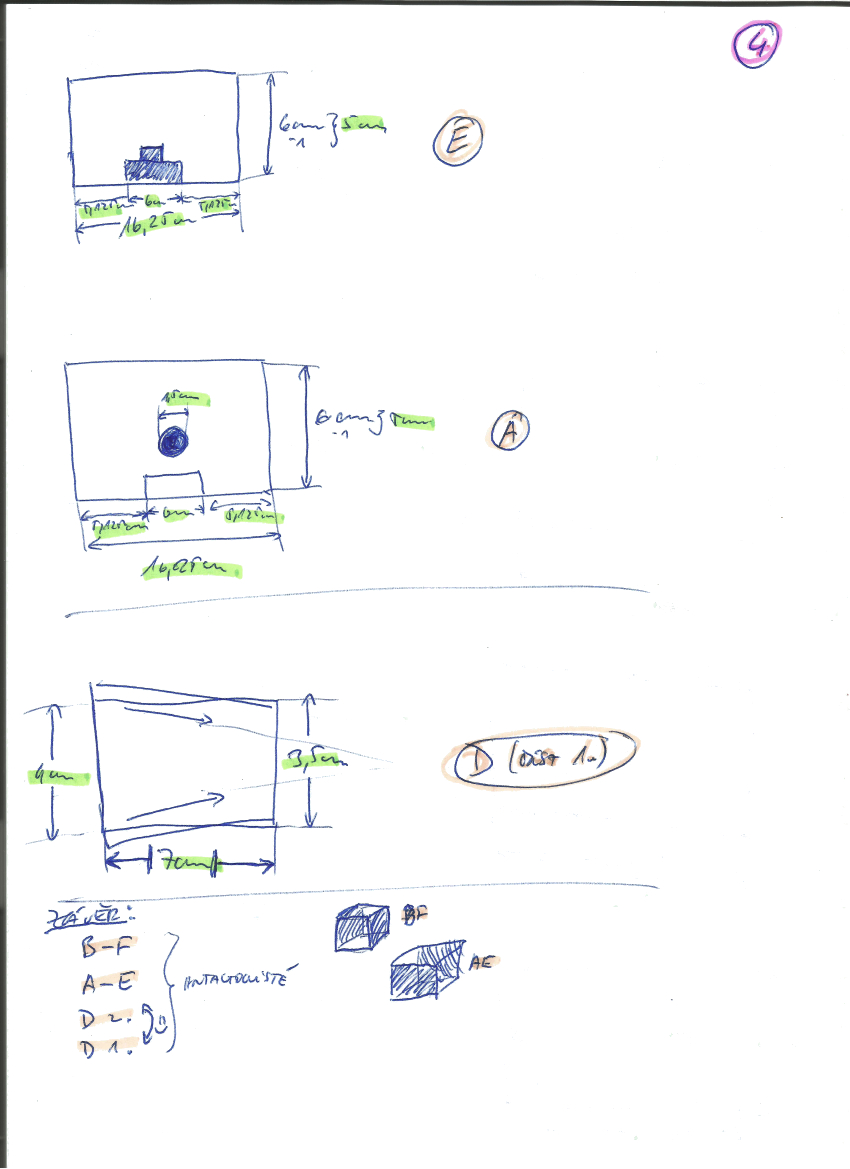 4
6cm } 5cm
-1
E
5,125cm 6cm 5,125cm
16,25cm
1,5cm
6cm } 5cm
-1
A
5,125cm 6cm 5,125cm
16,25cm
4cm
3,5cm
D (část 1.)
7cm
ZÁVĚR:
BF
B-F
A-E
AE
D 2.
D 1.